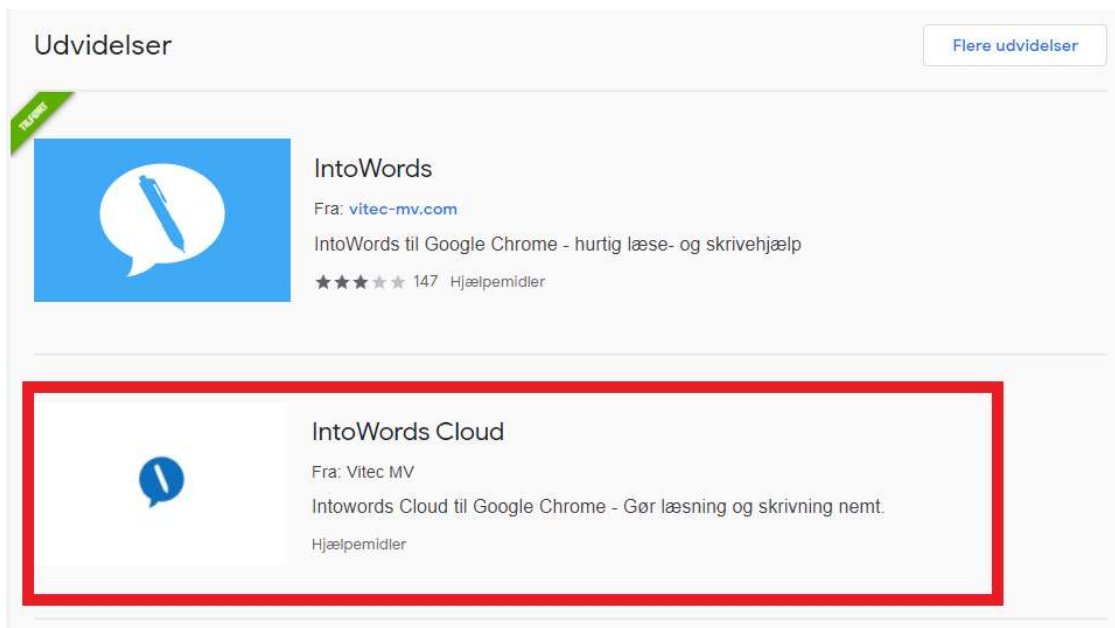 Udvidelser
Flere udvidelser
TILFØRT
IntoWords
Fra: vitec-mv.com
IntoWords til Google Chrome - hurtig læse- og skrivehjælp
147 Hjælpemidler
IntoWords Cloud
Fra: Vitec MV
Intowords Cloud til Google Chrome - Gør læsning og skrivning nemt.
Hjælpemidler